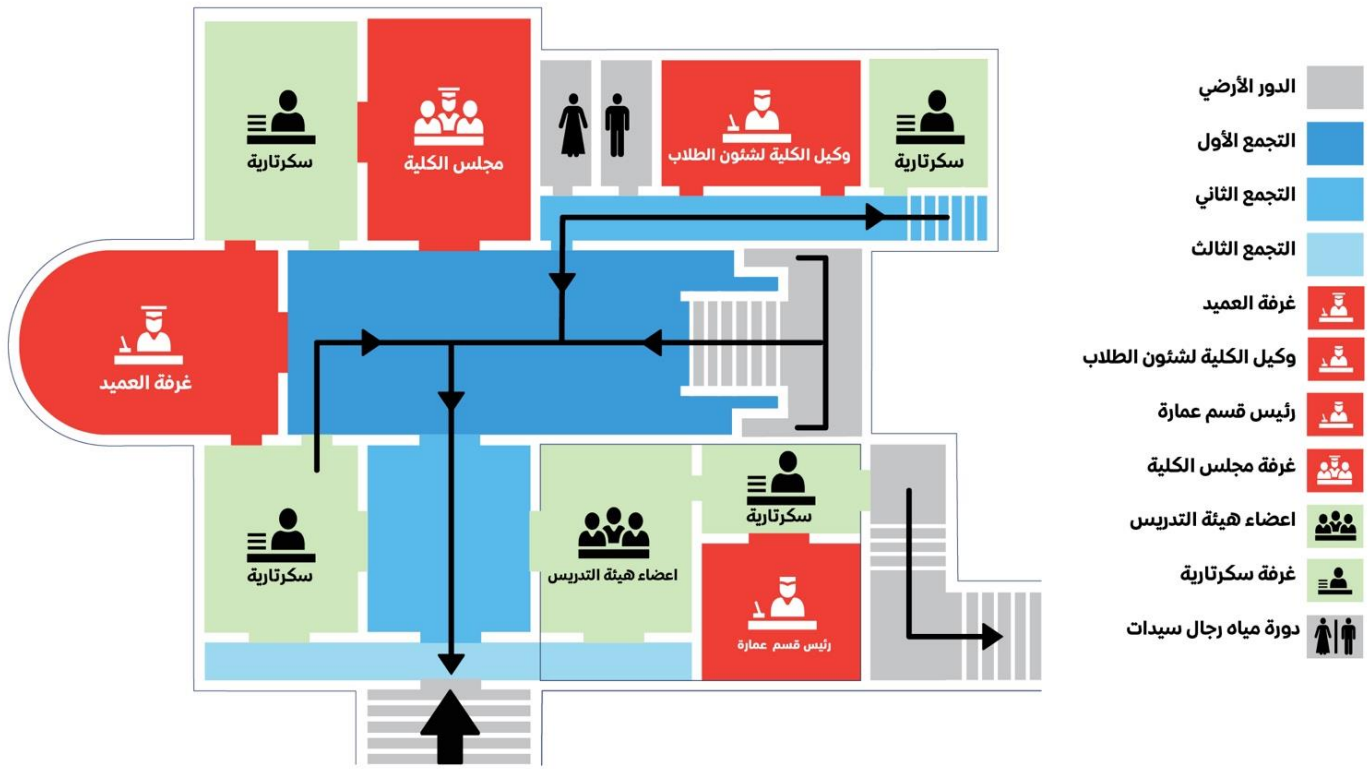 سكرتارية
مجلس الكلية
وكيل الكلية لشئون الطلاب
سكرتارية
غرفة العميد
سكرتارية
اعضاء هيئة التدريس
سكرتارية
رئيس قسم عمارة
الدور الأرضي
التجمع الأول
التجمع الثاني
التجمع الثالث
غرفة العميد
وكيل الكلية لشئون الطلاب
رئيس قسم عمارة
غرفة مجلس الكلية
اعضاء هيئة التدريس
غرفة سكرتارية
دورة مياه رجال سيدات